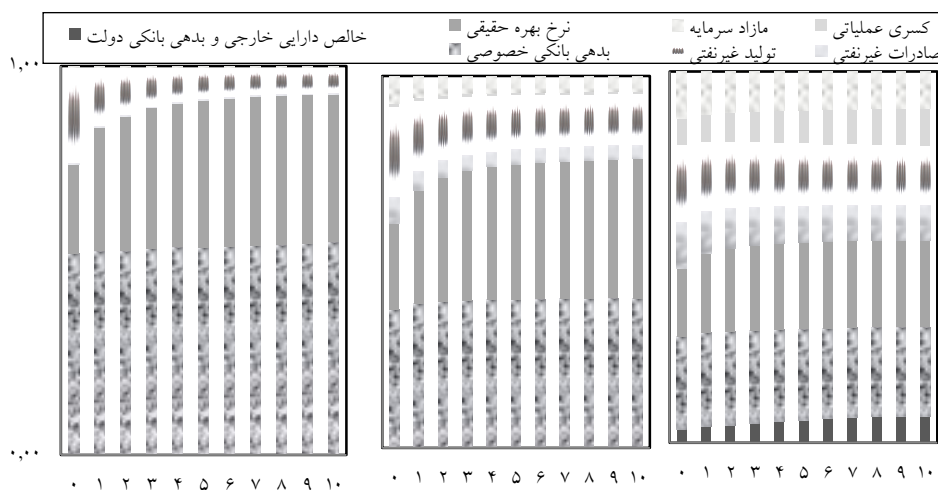 کسری عملیاتی مازاد سرمایه نرخ بهره حقیقی خالص دارایی خارجی و بدهی بانکی دولت
صادرات غیرنفتی تولید غیرنفتی بدهی بانکی خصوصی
۱,۰۰
۰,۰۰
۰ ۱ ۲ ۳ ۴ ۵ ۶ ۷ ۸ ۹ ۱۰
۰ ۱ ۲ ۳ ۴ ۵ ۶ ۷ ۸ ۹ ۱۰
۰ ۱ ۲ ۳ ۴ ۵ ۶ ۷ ۸ ۹ ۱۰